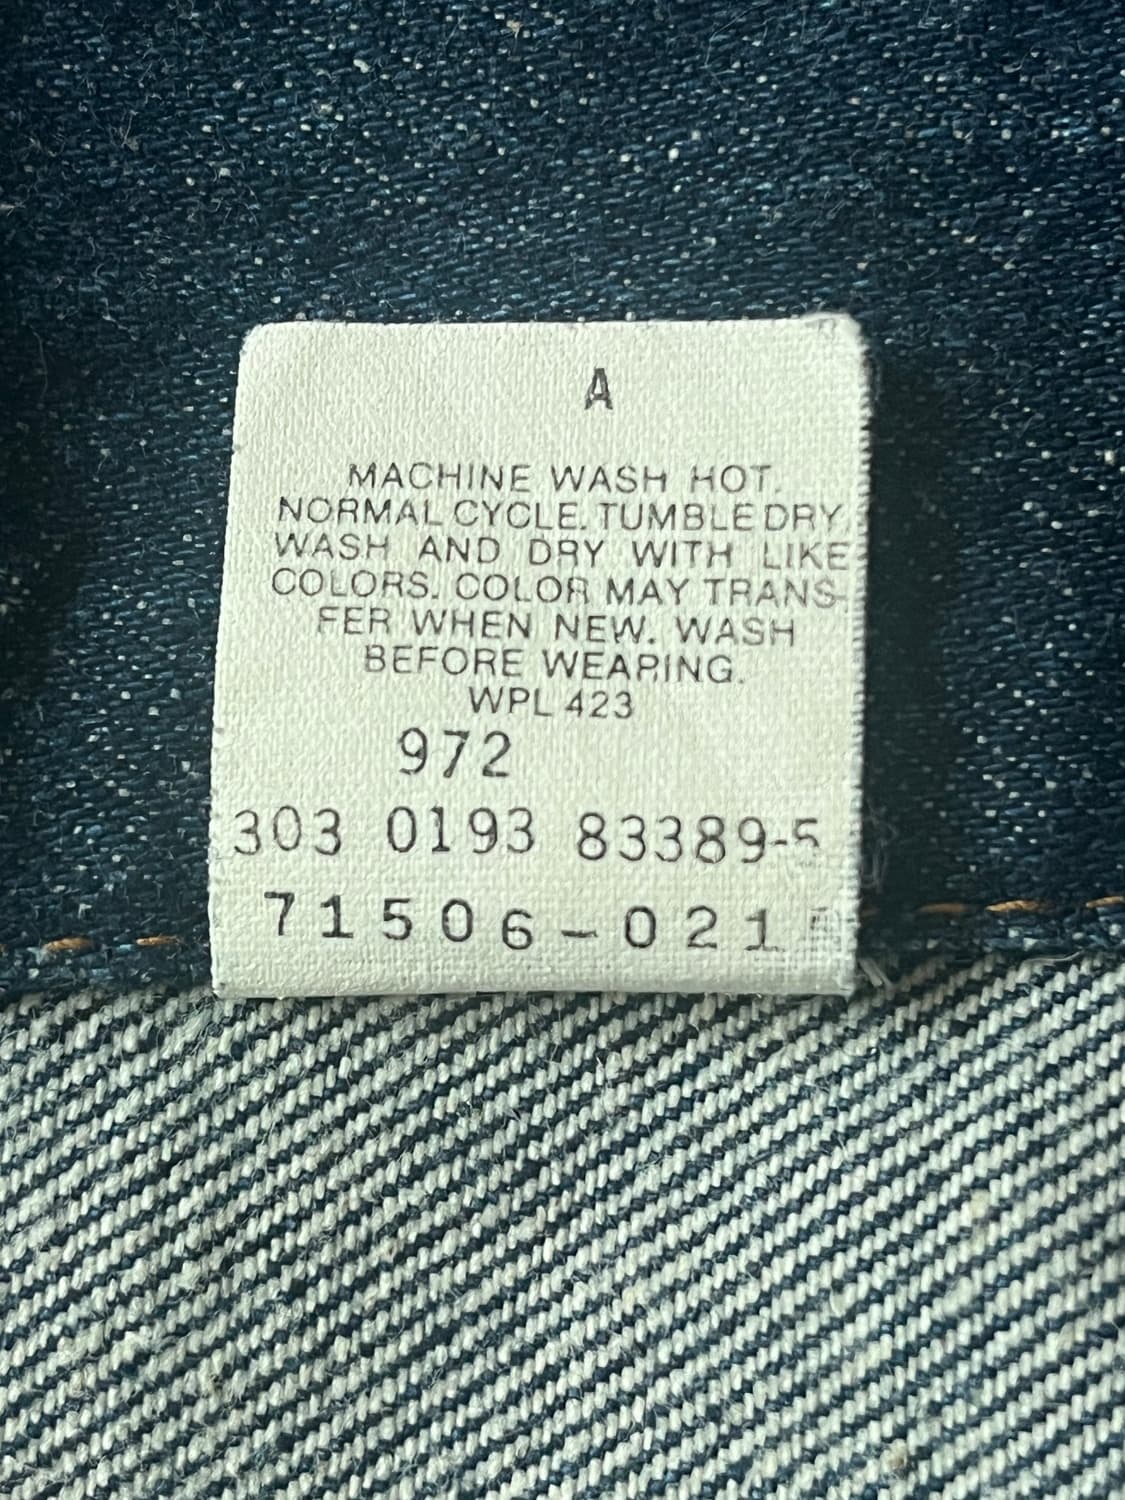 A
MACHINE WASH HOT.
NORMAL CYCLE. TUMBLE DRY
WASH AND DRY WITH LIKE
COLORS. COLOR MAY TRANS-
FER WHEN NEW. WASH
BEFORE WEARING.
WPL 423
972
303 0193 83389-5
71506-021